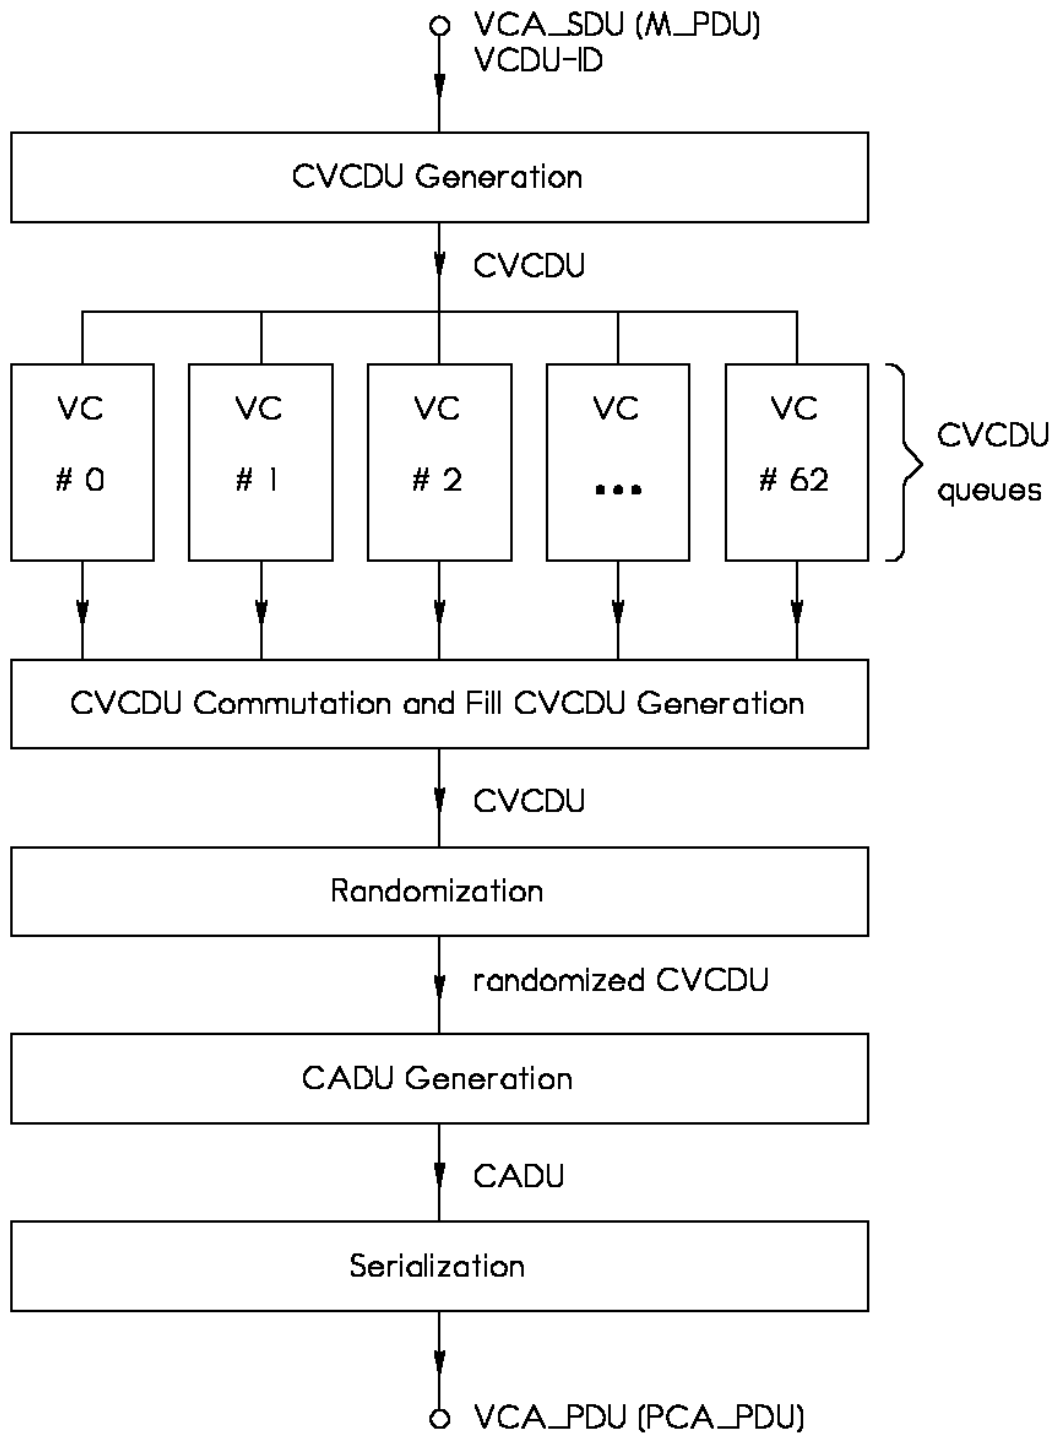 VCA_SDU (M_PDU)
VCDU-ID
CVCDU Generation
CVCDU
VC
# 0
VC
# 1
VC
# 2
VC
...
VC
# 62
CVCDU
queues
CVCDU Commutation and Fill CVCDU Generation
CVCDU
Randomization
randomized CVCDU
CADU Generation
CADU
Serialization
VCA_PDU (PCA_PDU)